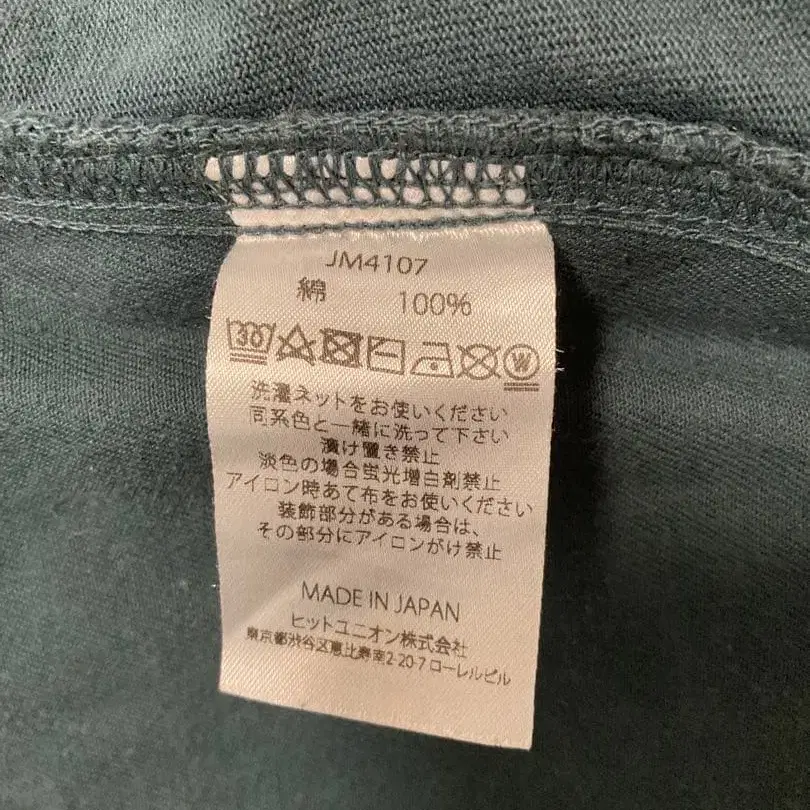 JM4107
綿 100%
30 W
洗濯ネットをお使いください
同系色と一緒に洗って下さい
漬け置き禁止
淡色の場合蛍光増白剤禁止
アイロン時あて布をお使いください
装飾部分がある場合は、
その部分にアイロンがけ禁止
MADE IN JAPAN
ヒットユニオン株式会社
東京都渋谷区恵比寿南2-20-7 ローレルビル